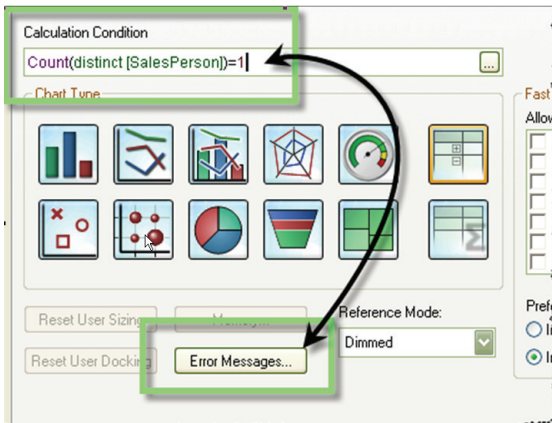 Calculation Condition
Count(distinct [SalesPerson])=1
...
Chart Type
Fast
Allow
Reset User Sizing
Reference Mode:
Prefe
Dimmed
Reset User Docking
Error Messages...